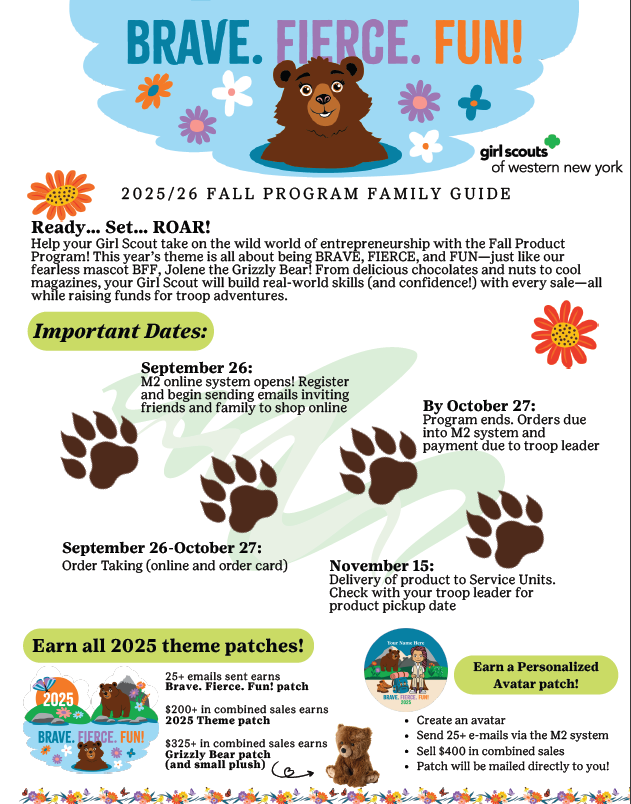 BRAVE. FIERCE. FUN!
girl scouts
of western new york
2025/26 FALL PROGRAM FAMILY GUIDE
Ready... Set... ROAR!
Help your Girl Scout take on the wild world of entrepreneurship with the Fall Product
Program! This year's theme is all about being BRAVE, FIERCE, and FUN—just like our
fearless mascot BFF, Jolene the Grizzly Bear! From delicious chocolates and nuts to cool
magazines, your Girl Scout will build real-world skills (and confidence!) with every sale—all
while raising funds for troop adventures.
Important Dates:
September 26:
M2 online system opens! Register
and begin sending emails inviting
friends and family to shop online
By October 27:
Program ends. Orders due
into M2 system and
payment due to troop leader
September 26-October 27:
Order Taking (online and order card)
November 15:
Delivery of product to Service Units.
Check with your troop leader for
product pickup date
Earn all 2025 theme patches!
2025
BRAVE. FIERCE. FUN!
25+ emails sent earns
Brave. Fierce. Fun! patch
$200+ in combined sales earns
2025 Theme patch
$325+ in combined sales earns
Grizzly Bear patch
(and small plush)
Your Name Here
BRAVE. FIERCE. FUN!
2025
Earn a Personalized
Avatar patch!
• Create an avatar
• Send 25+ e-mails via the M2 system
• Sell $400 in combined sales
• Patch will be mailed directly to you!